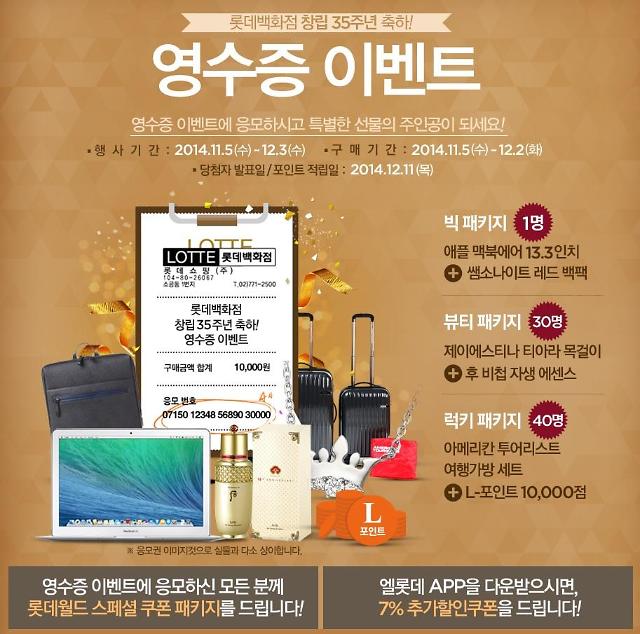 롯데백화점 창립 35주년 축하!
영수증 이벤트
영수증 이벤트에 응모하시고 특별한 선물의 주인공이 되세요!
• 행사기간 : 2014.11.5(수)~12.3(수) • 구매기간 : 2014.11.5(수)~12.2(화)
• 당첨자 발표일/포인트 적립일 : 2014.12.11(목)
LOTTE
LOTTE 롯데백화점
롯데쇼핑(주)
104-80-26067
소공동 1번지 T.02)771-2500
롯데백화점
창립 35주년 축하!
영수증 이벤트
구매금액 합계 10,000원
응모 번호
07150 12348 56890 30000
빅 패키지 1명
애플 맥북에어 13.3인치
+ 쌤소나이트 레드 백팩
뷰티 패키지 30명
제이에스티나 티아라 목걸이
+ 후 비첩 자생 에센스
럭키 패키지 40명
아메리칸 투어리스트
여행가방 세트
+ L-포인트 10,000점
후
L
포인트
※ 응모권 이미지컷으로 실물과 다소 상이합니다.
영수증 이벤트에 응모하신 모든 분께
롯데월드 스페셜 쿠폰 패키지를 드립니다!
엘롯데 APP을 다운받으시면,
7% 추가할인쿠폰을 드립니다!